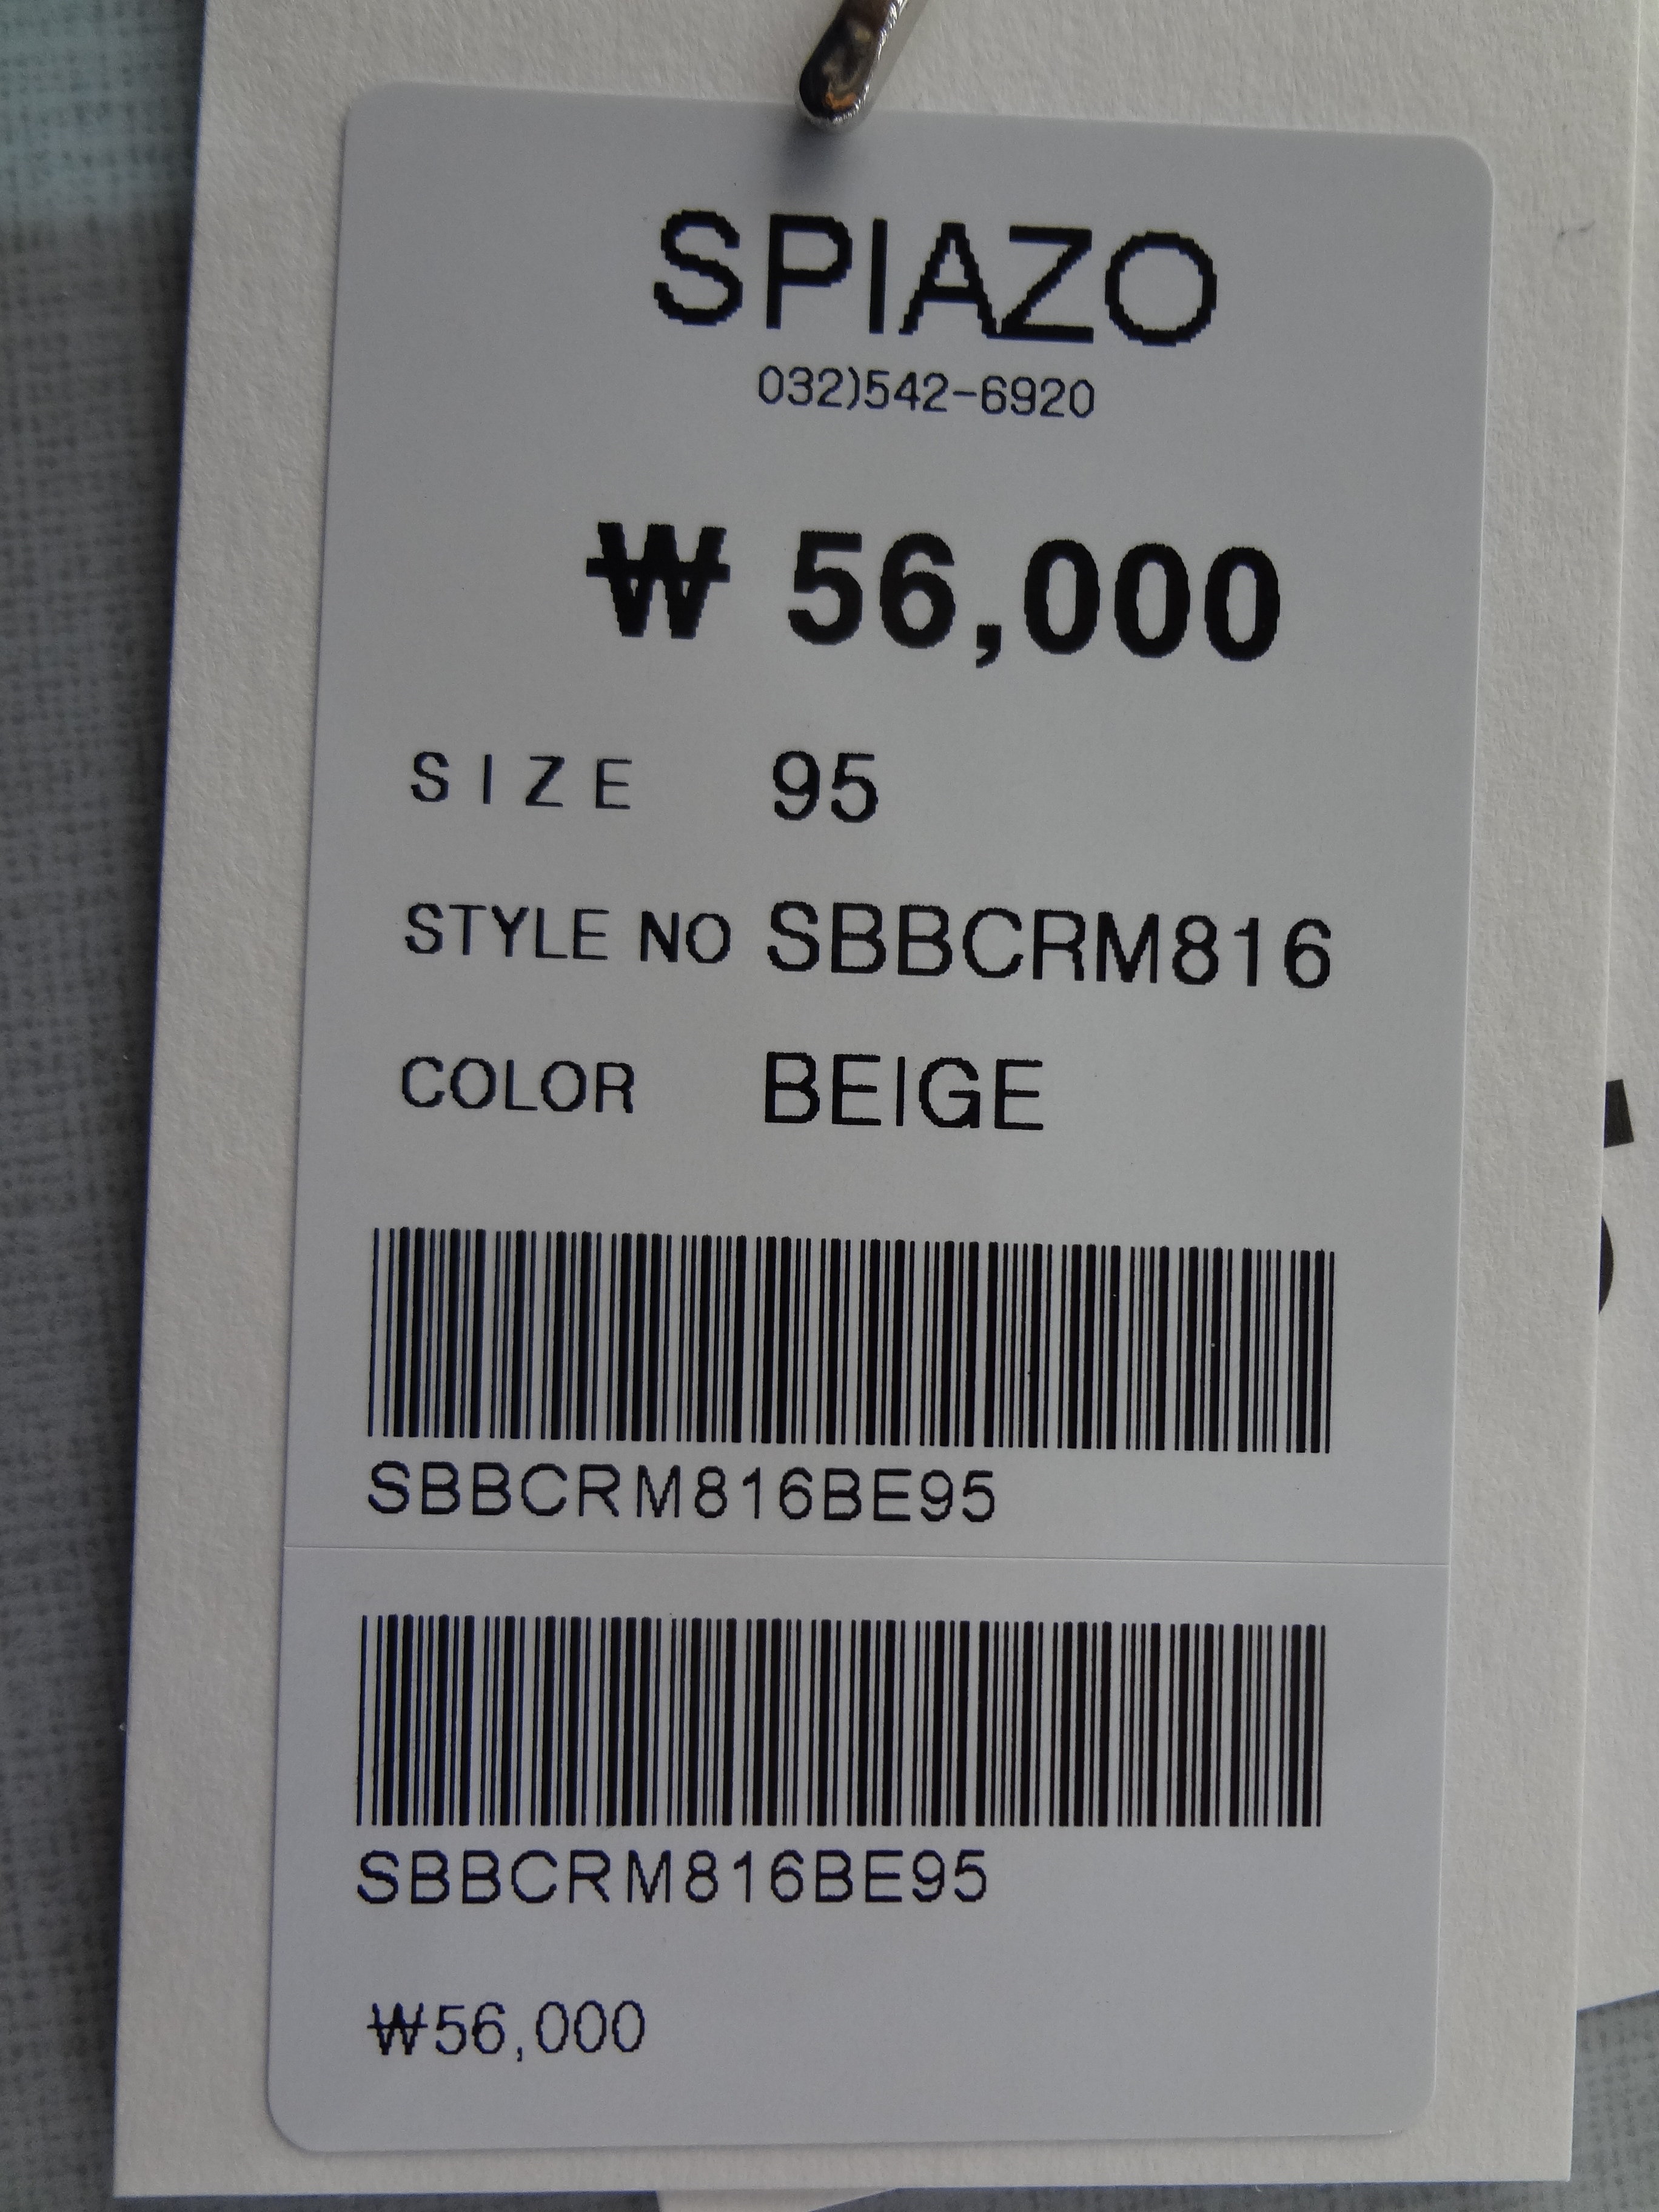 SPIAZO
032)542-6920
₩ 56,000
SIZE 95
STYLE NO SBBCRM816
COLOR BEIGE
SBBCRM816BE95
SBBCRM816BE95
₩56,000